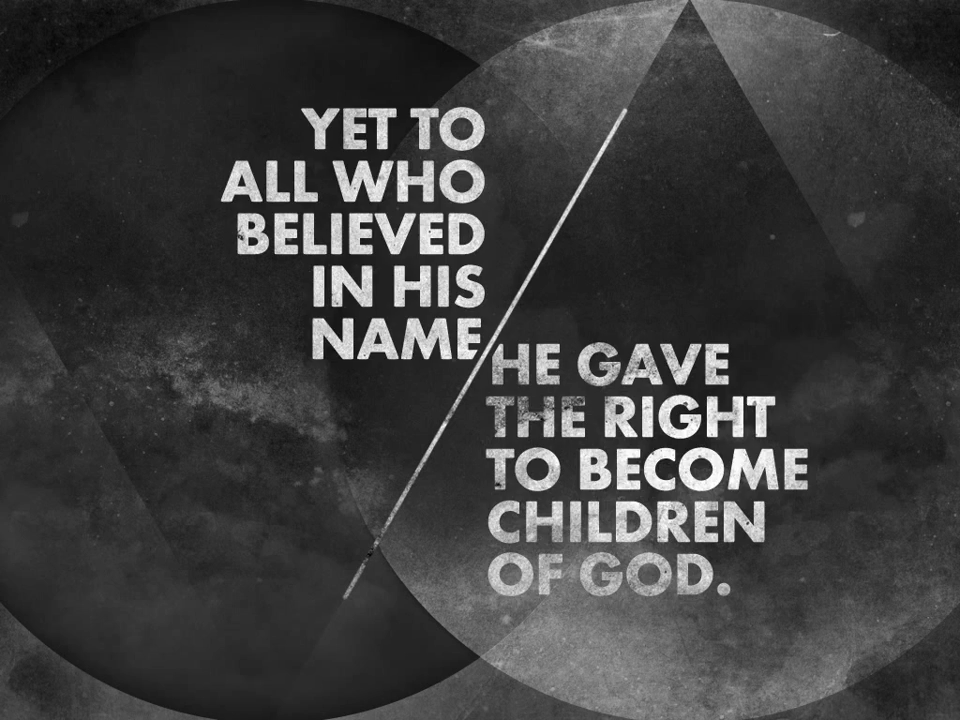 YET TO
ALL WHO
BELIEVED
IN HIS
NAME
HE GAVE
THE RIGHT
TO BECOME
CHILDREN
OF GOD.